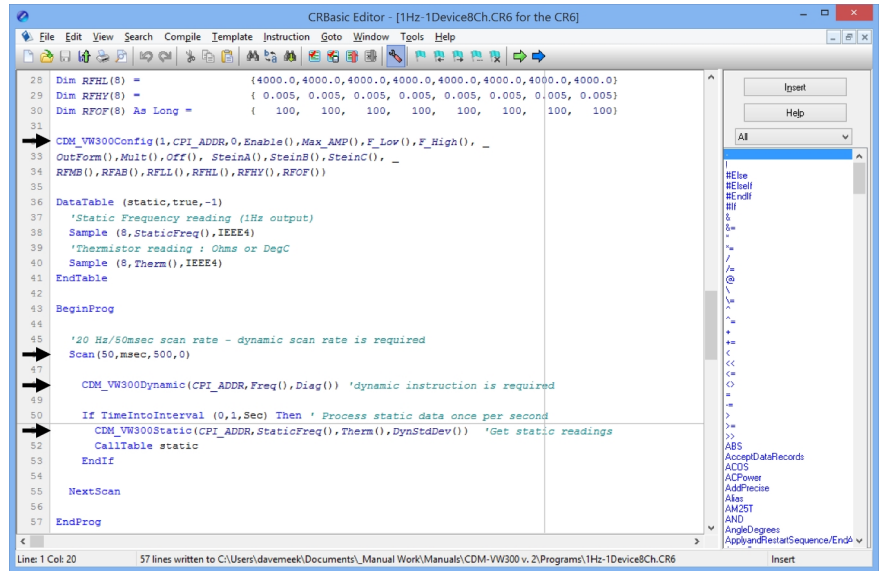 CRBasic Editor - [1Hz-1Device8Ch.CR6 for the CR6]
File Edit View Search Compile Template Instruction Goto Window Tools Help
28 Dim RFHL(8) = {4000.0,4000.0,4000.0,4000.0,4000.0,4000.0,4000.0,4000.0}
29 Dim RFHY(8) = { 0.005, 0.005, 0.005, 0.005, 0.005, 0.005, 0.005, 0.005}
30 Dim RFOF(8) As Long = { 100, 100, 100, 100, 100, 100, 100, 100}
31
CDM_VW300Config(1,CPI_ADDR,0,Enable(),Max_AMP(),F_Low(),F_High(), _
33 OutForm(),Mult(),Off(), SteinA(),SteinB(),SteinC(), _
34 RFMB(),RFAB(),RFLL(),RFHL(),RFHY(),RFOF())
35
36 DataTable (static,true,-1)
37 'Static Frequency reading (1Hz output)
38 Sample (8,StaticFreq(),IEEE4)
39 'Thermistor reading : Ohms or DegC
40 Sample (8,Therm(),IEEE4)
41 EndTable
42
43 BeginProg
44
45 '20 Hz/50msec scan rate - dynamic scan rate is required
Scan(50,msec,500,0)
47
CDM_VW300Dynamic(CPI_ADDR,Freq(),Diag()) 'dynamic instruction is required
49
50 If TimeIntoInterval (0,1,Sec) Then ' Process static data once per second
CDM_VW300Static(CPI_ADDR,StaticFreq(),Therm(),DynStdDev()) 'Get static readings
52 CallTable static
53 EndIf
54
55 NextScan
56
57 EndProg
Insert
Help
All
!
#Else
#ElseIf
#EndIf
#If
&
&=
"
*=
/
/=
@
\
\=
^
^=
+
+=
<
<<
<=
<>
=
-=
>
>=
>>
ABS
AcceptDataRecords
ACOS
ACPower
AddPrecise
Alias
AM25T
AND
AngleDegrees
ApplyandRestartSequence/EndA
Line: 1 Col: 20 57 lines written to C:\Users\davemeek\Documents\_Manual Work\Manuals\CDM-VW300 v. 2\Programs\1Hz-1Device8Ch.CR6 Insert